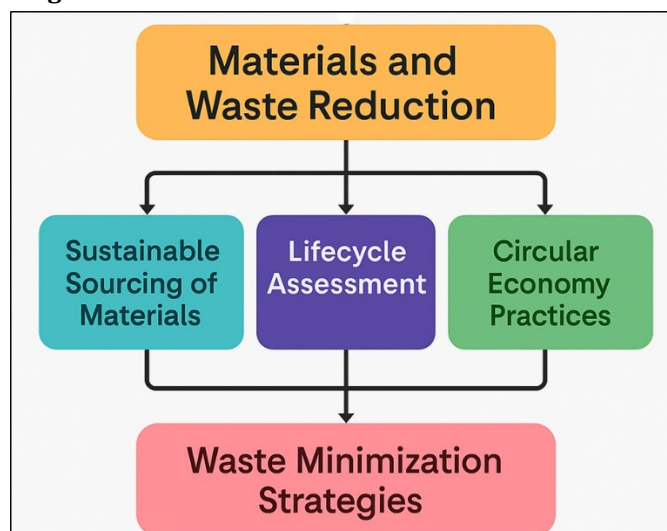 Materials and
Waste Reduction
Sustainable
Sourcing of
Materials
Lifecycle
Assessment
Circular
Economy
Practices
Waste Minimization
Strategies